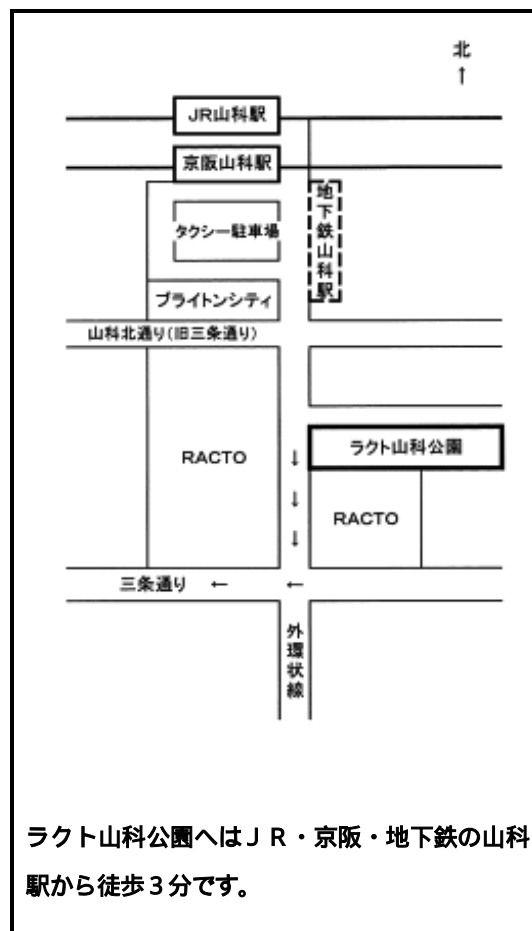 北
↑
JR山科駅
京阪山科駅
地下鉄山科駅
タクシー駐車場
ブライトンシティ
山科北通り(旧三条通り)
ラクト山科公園
RACTO
↓
↓
↓
RACTO
三条通り ← ←
外環状線
ラクト山科公園へはJR・京阪・地下鉄の山科
駅から徒歩3分です。